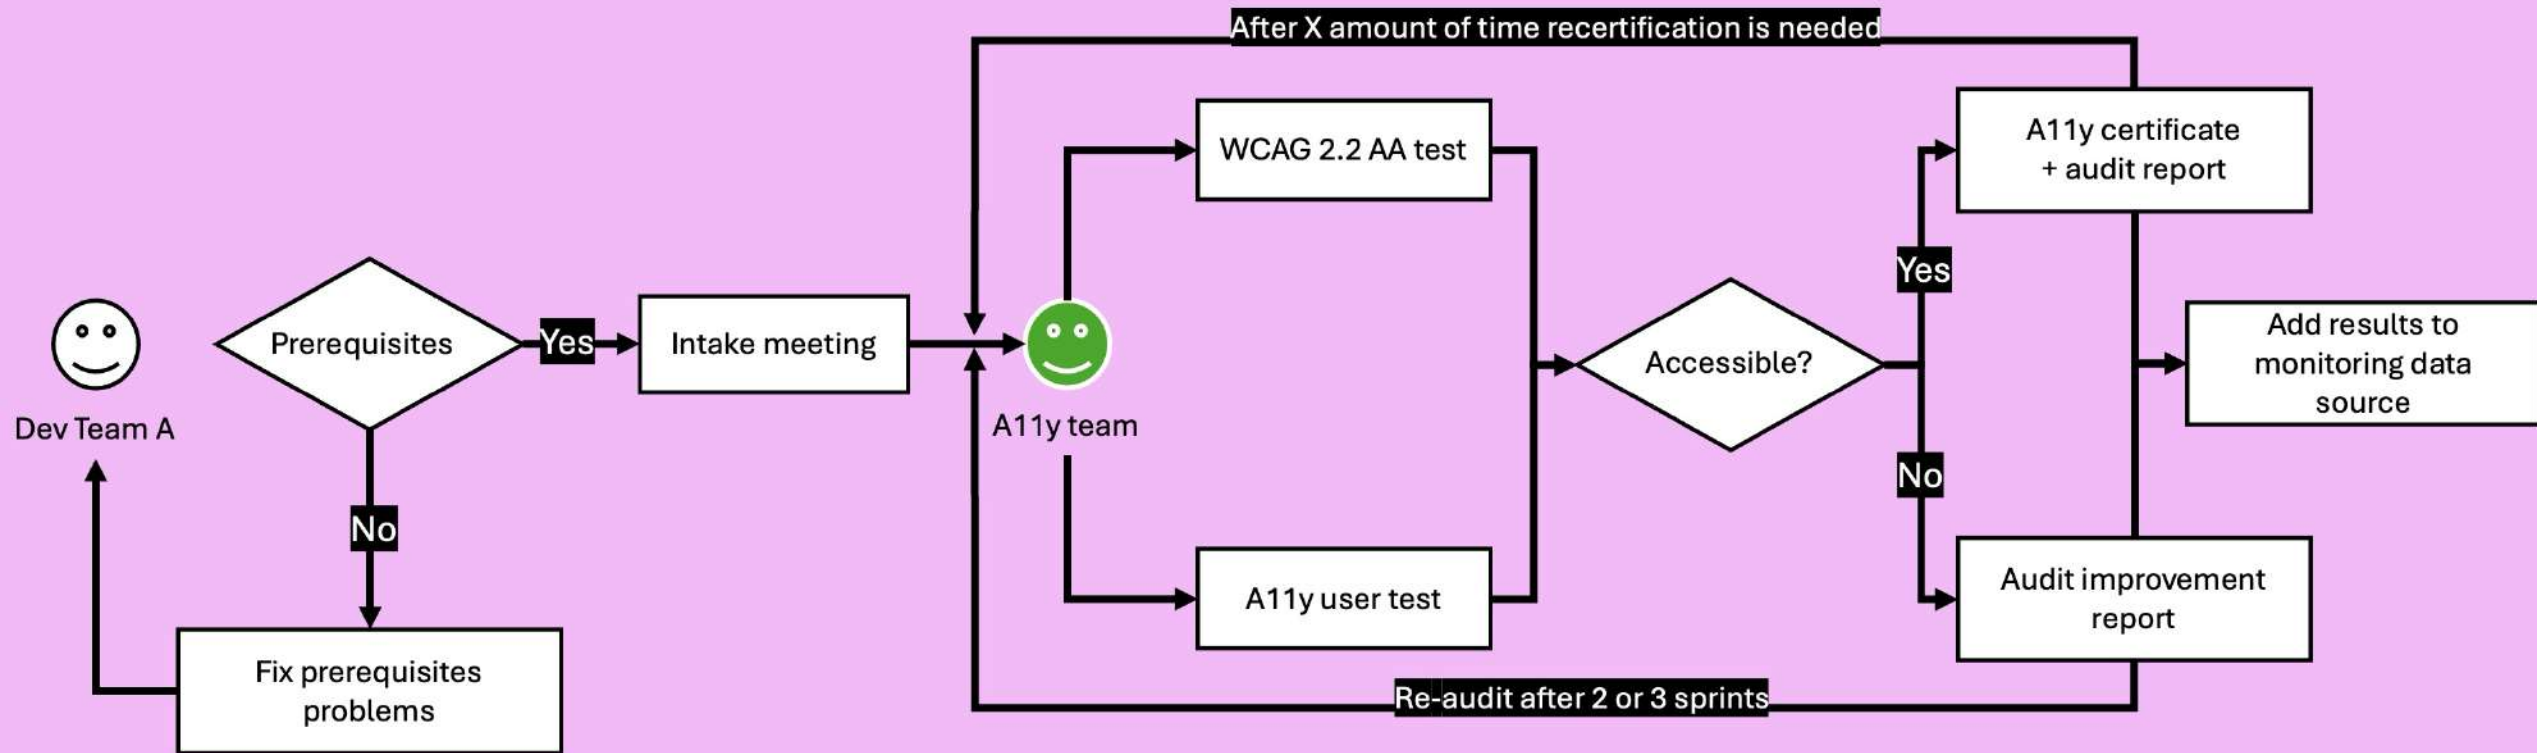 After X amount of time recertification is needed
WCAG 2.2 AA test
A11y certificate
+ audit report
Yes
Prerequisites
Yes
Intake meeting
Accessible?
Add results to
monitoring data
source
Dev Team A
A11y team
No
No
A11y user test
Audit improvement
report
Fix prerequisites
problems
Re-audit after 2 or 3 sprints